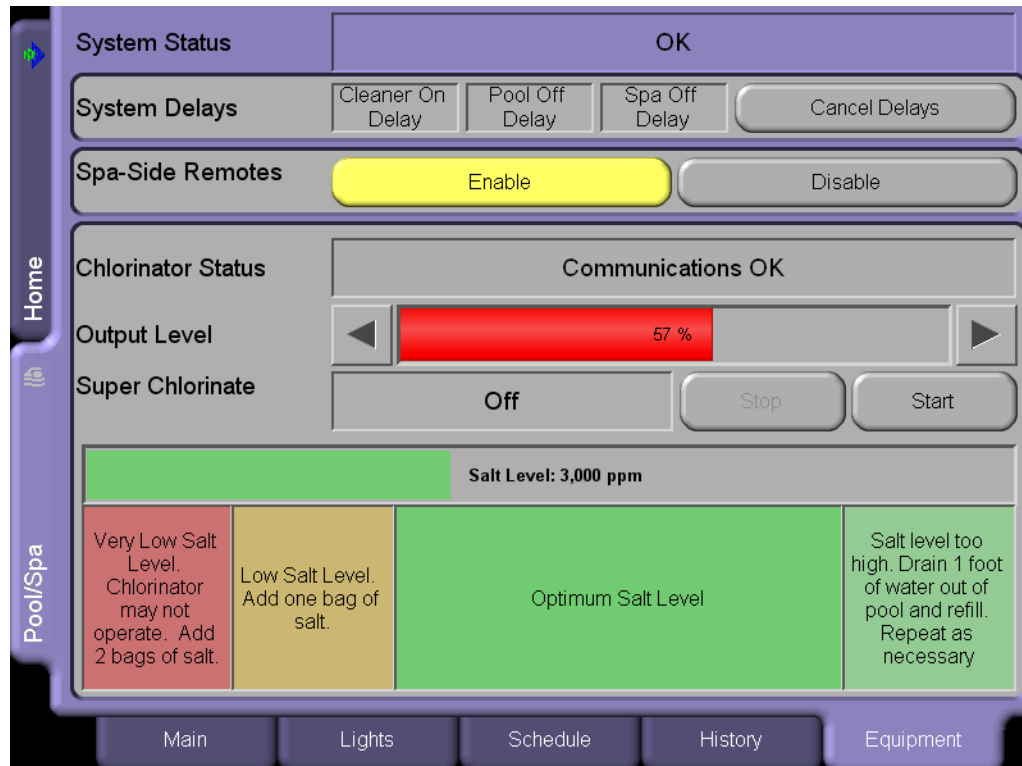 System Status
OK
System Delays
Cleaner On
Delay
Pool Off
Delay
Spa Off
Delay
Cancel Delays
Spa-Side Remotes
Enable
Disable
Chlorinator Status
Communications OK
Output Level
57 %
Super Chlorinate
Off
Stop
Start
Salt Level: 3,000 ppm
Very Low Salt
Level.
Chlorinator
may not
operate. Add
2 bags of salt.
Low Salt Level.
Add one bag of
salt.
Optimum Salt Level
Salt level too
high. Drain 1 foot
of water out of
pool and refill.
Repeat as
necessary
Home
Pool/Spa
Main
Lights
Schedule
History
Equipment